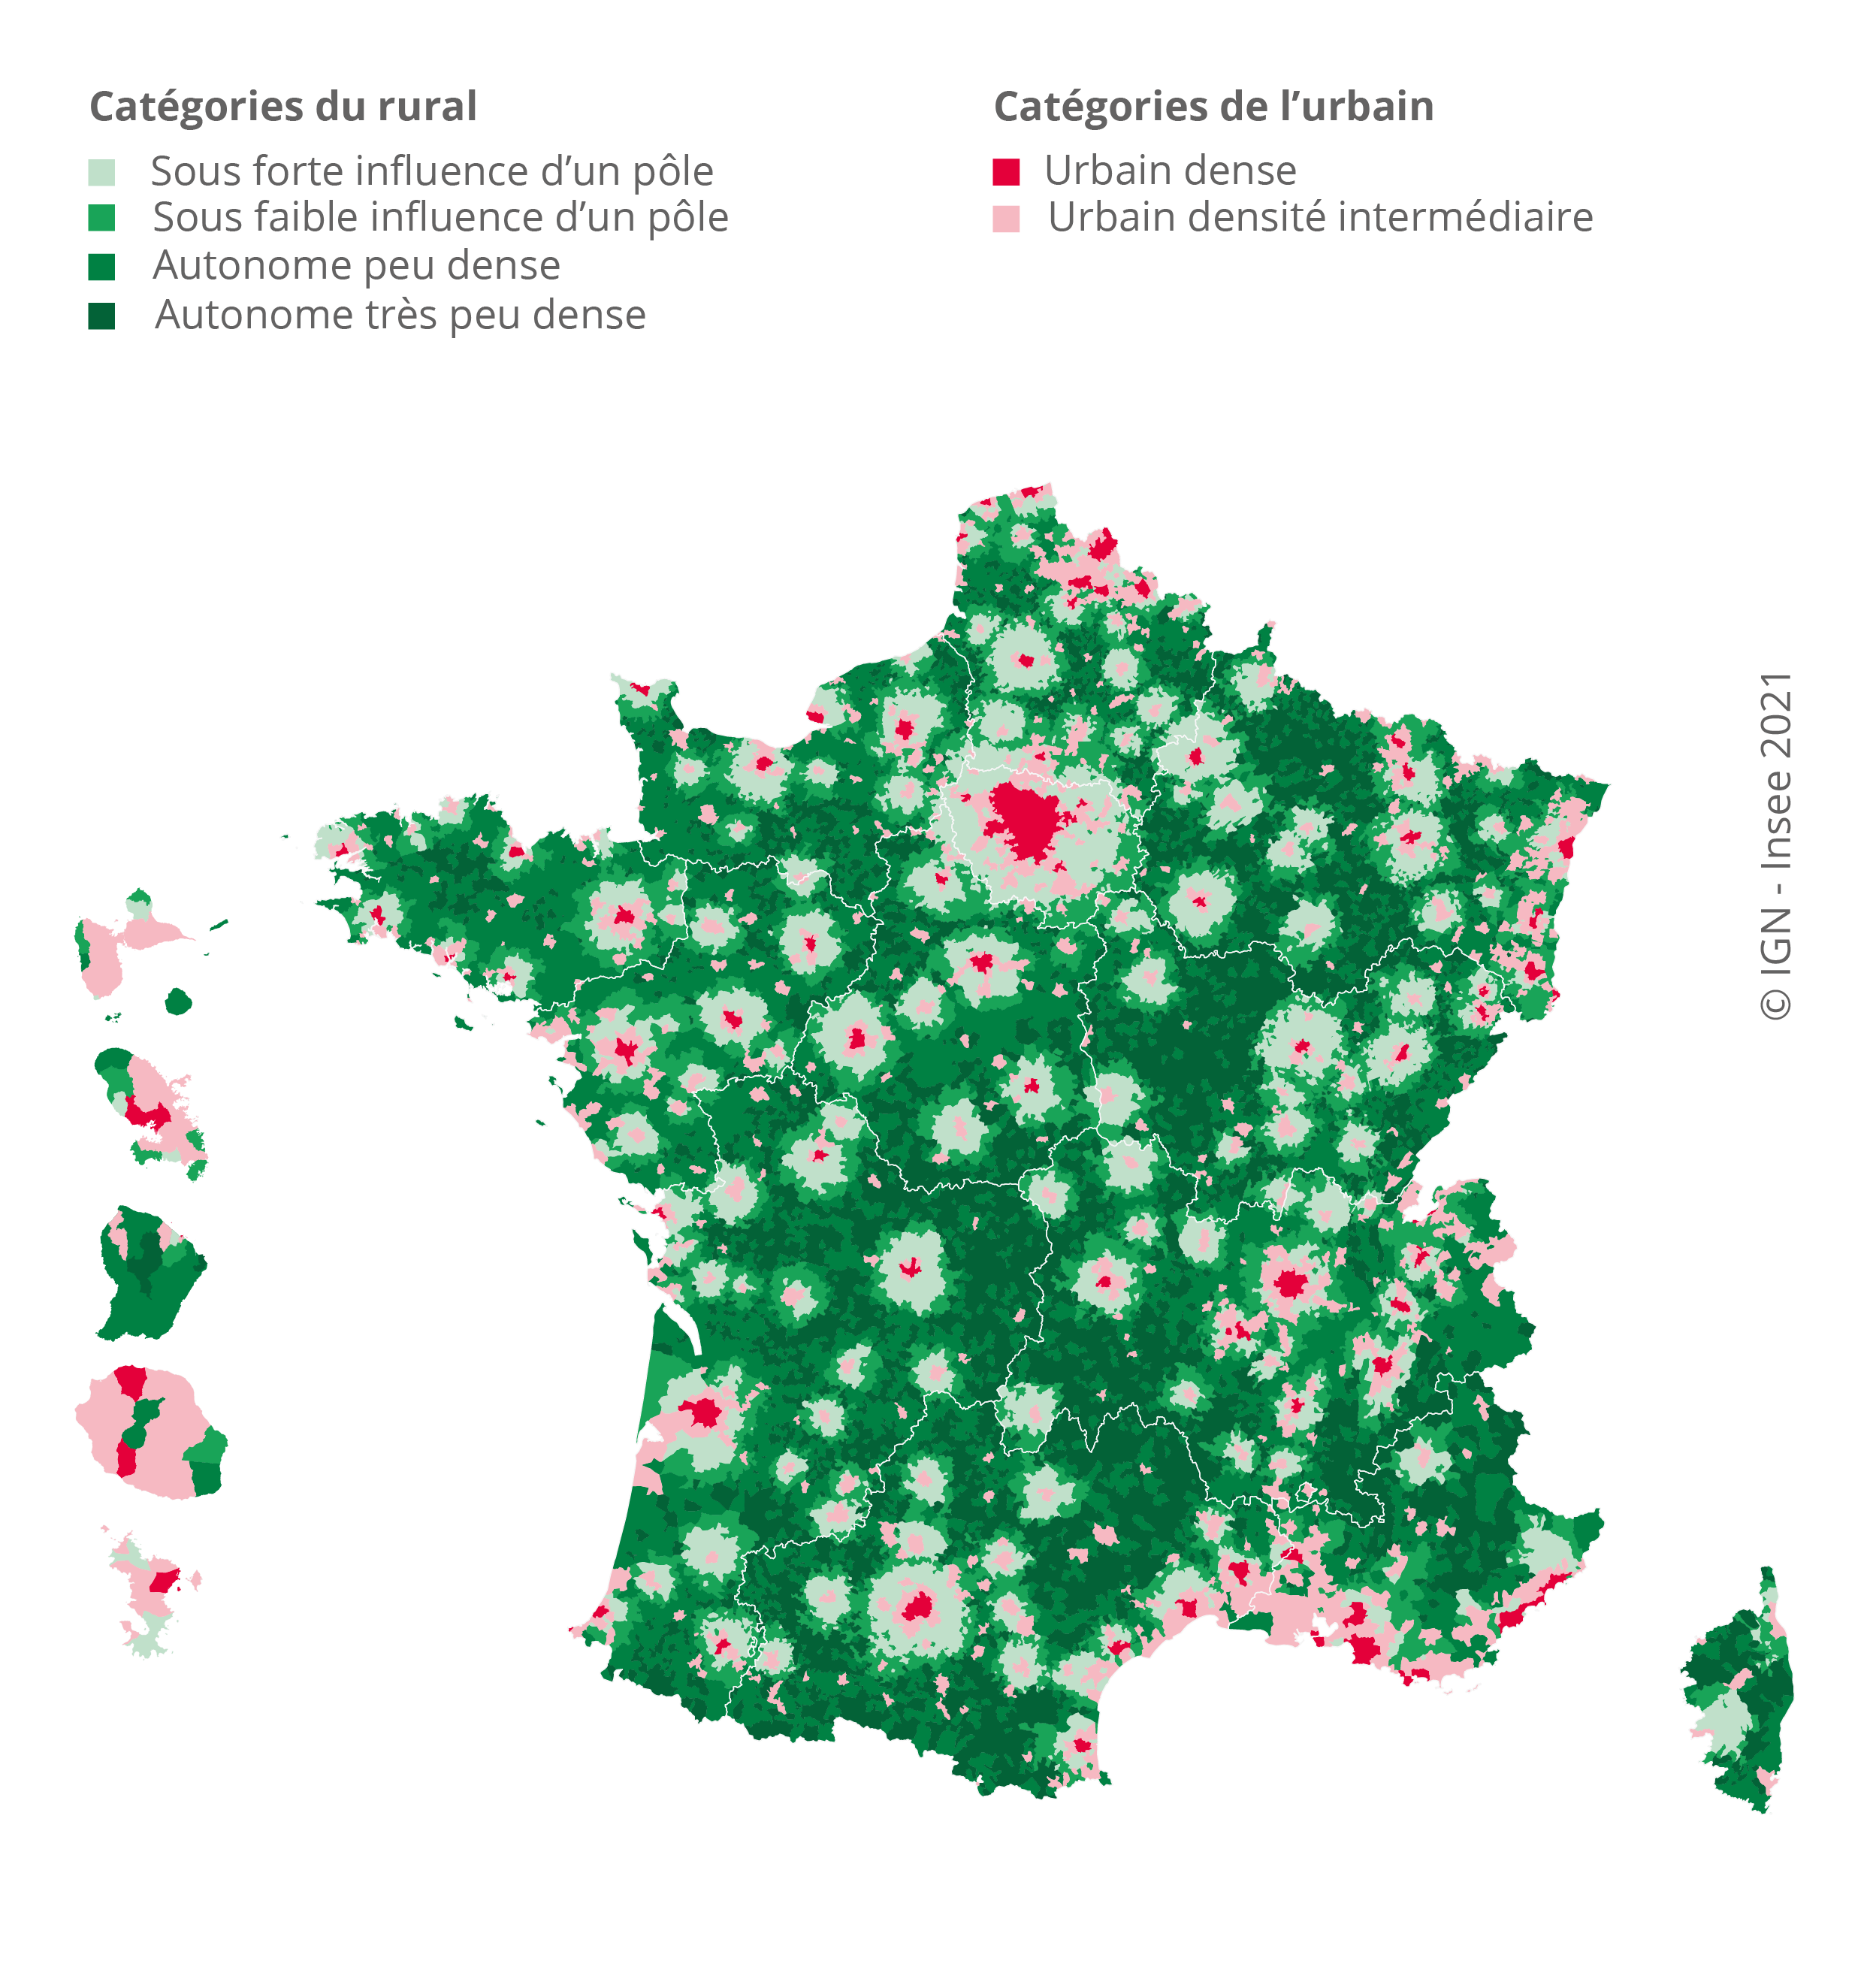 Catégories du rural
Sous forte influence d’un pôle
Sous faible influence d’un pôle
Autonome peu dense
Autonome très peu dense
Catégories de l’urbain
Urbain dense
Urbain densité intermédiaire
© IGN - Insee 2021